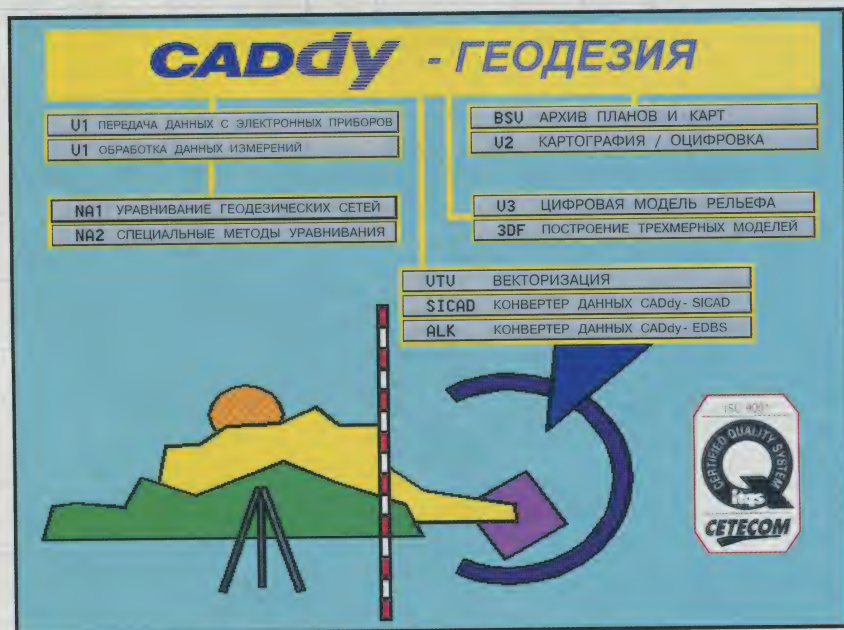 CADdy - ГЕОДЕЗИЯ
U1 ПЕРЕДАЧА ДАННЫХ С ЭЛЕКТРОННЫХ ПРИБОРОВ
U1 ОБРАБОТКА ДАННЫХ ИЗМЕРЕНИЙ
NA1 УРАВНИВАНИЕ ГЕОДЕЗИЧЕСКИХ СЕТЕЙ
NA2 СПЕЦИАЛЬНЫЕ МЕТОДЫ УРАВНИВАНИЯ
BSU АРХИВ ПЛАНОВ И КАРТ
U2 КАРТОГРАФИЯ / ОЦИФРОВКА
U3 ЦИФРОВАЯ МОДЕЛЬ РЕЛЬЕФА
3DF ПОСТРОЕНИЕ ТРЕХМЕРНЫХ МОДЕЛЕЙ
UTU ВЕКТОРИЗАЦИЯ
SICAD КОНВЕРТЕР ДАННЫХ CADdy - SICAD
ALK КОНВЕРТЕР ДАННЫХ CADdy - EDBS
ISO 9001
CERTIFIED QUALITY SYSTEM
CETECOM